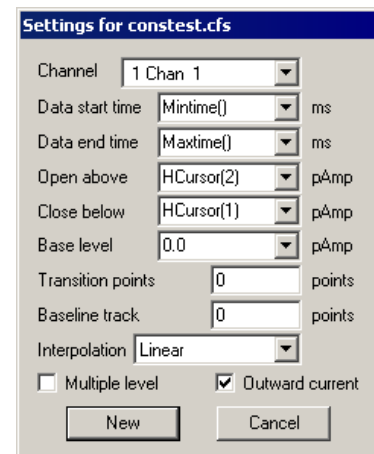 Settings for constest.cfs
Channel 1 Chan 1
Data start time Mintime() ms
Data end time Maxtime() ms
Open above HCursor(2) pAmp
Close below HCursor(1) pAmp
Base level 0.0 pAmp
Transition points 0 points
Baseline track 0 points
Interpolation Linear
Multiple level Outward current
New Cancel